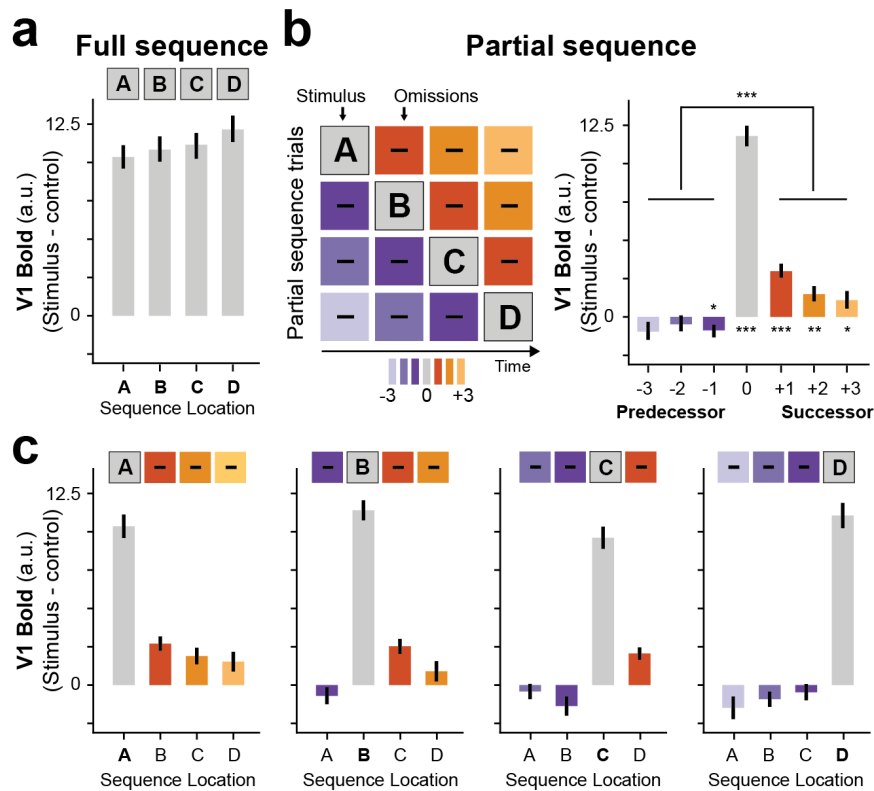 a
Full sequence
A B C D
12.5
0
V1 Bold (a.u.)
(Stimulus - control)
A B C D
Sequence Location
b
Partial sequence
Stimulus
Omissions
Partial sequence trials
A – – –
– B – –
– – C –
– – – D
Time
-3 0 +3
***
12.5
0
V1 Bold (a.u.)
(Stimulus - control)
*
*** *** ** *
-3 -2 -1 0 +1 +2 +3
Predecessor Successor
c
A – – –
12.5
0
V1 Bold (a.u.)
(Stimulus - control)
A B C D
Sequence Location
– B – –
A B C D
Sequence Location
– – C –
A B C D
Sequence Location
– – – D
A B C D
Sequence Location